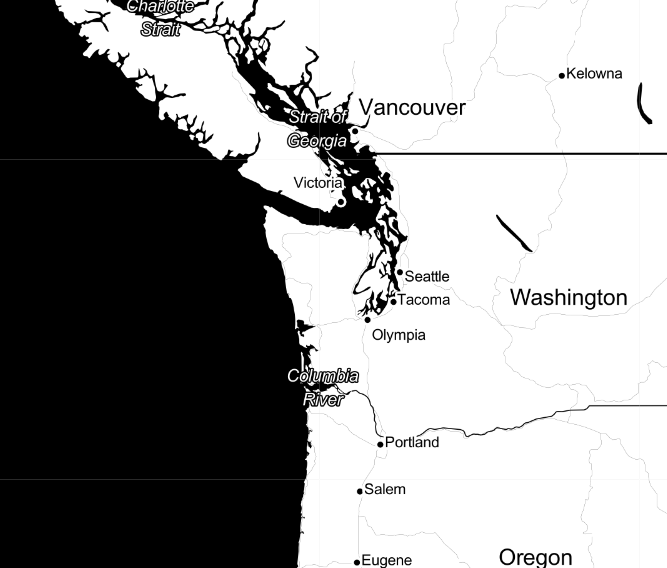 Charlotte
Strait
Kelowna
Vancouver
Strait of
Georgia
Victoria
Seattle
Tacoma
Washington
Olympia
Columbia
River
Portland
Salem
Eugene
Oregon